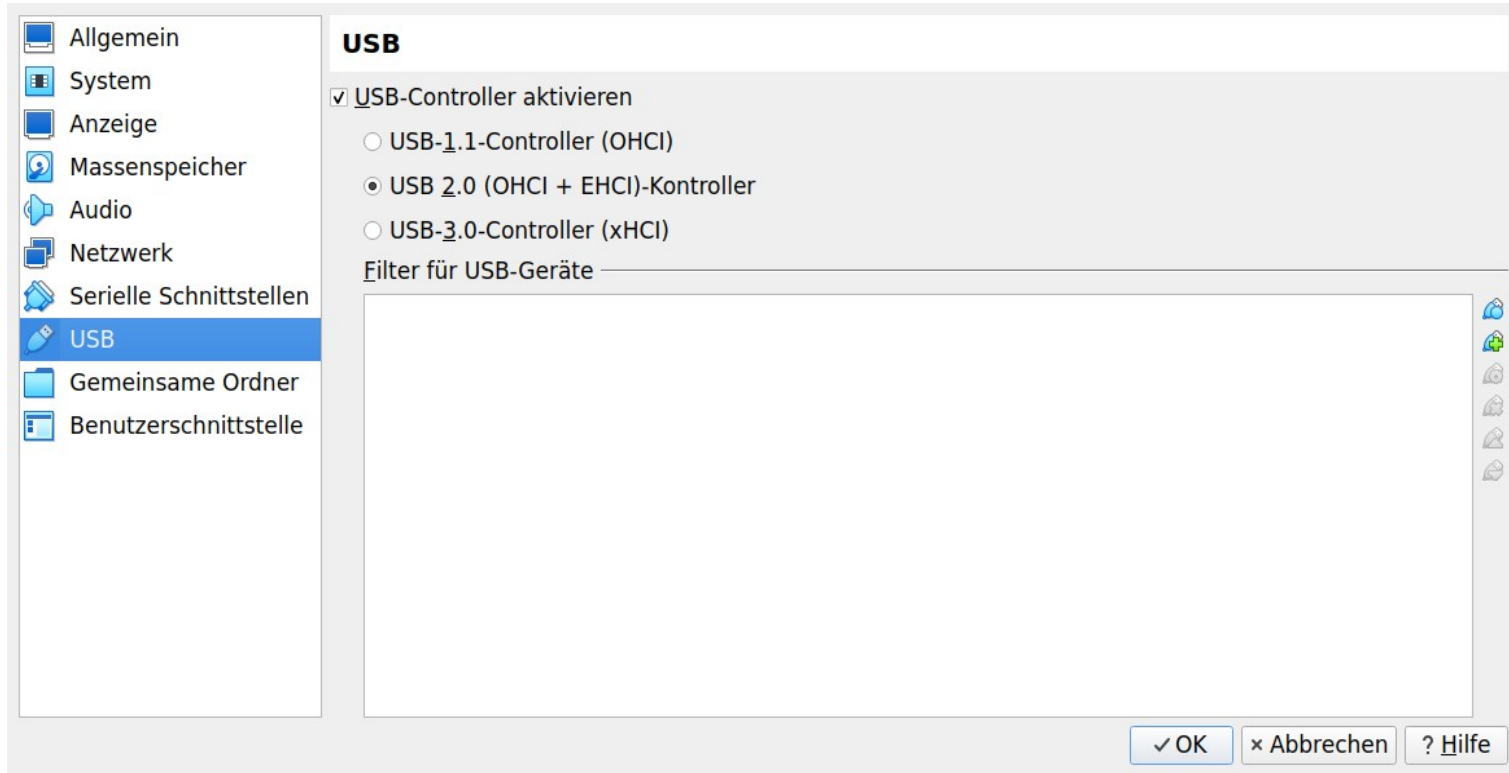 Allgemein
System
Anzeige
Massenspeicher
Audio
Netzwerk
Serielle Schnittstellen
USB
Gemeinsame Ordner
Benutzerschnittstelle
USB
USB-Controller aktivieren
USB-1.1-Controller (OHCI)
USB 2.0 (OHCI + EHCI)-Kontroller
USB-3.0-Controller (xHCI)
Filter für USB-Geräte
OK
Abbrechen
? Hilfe